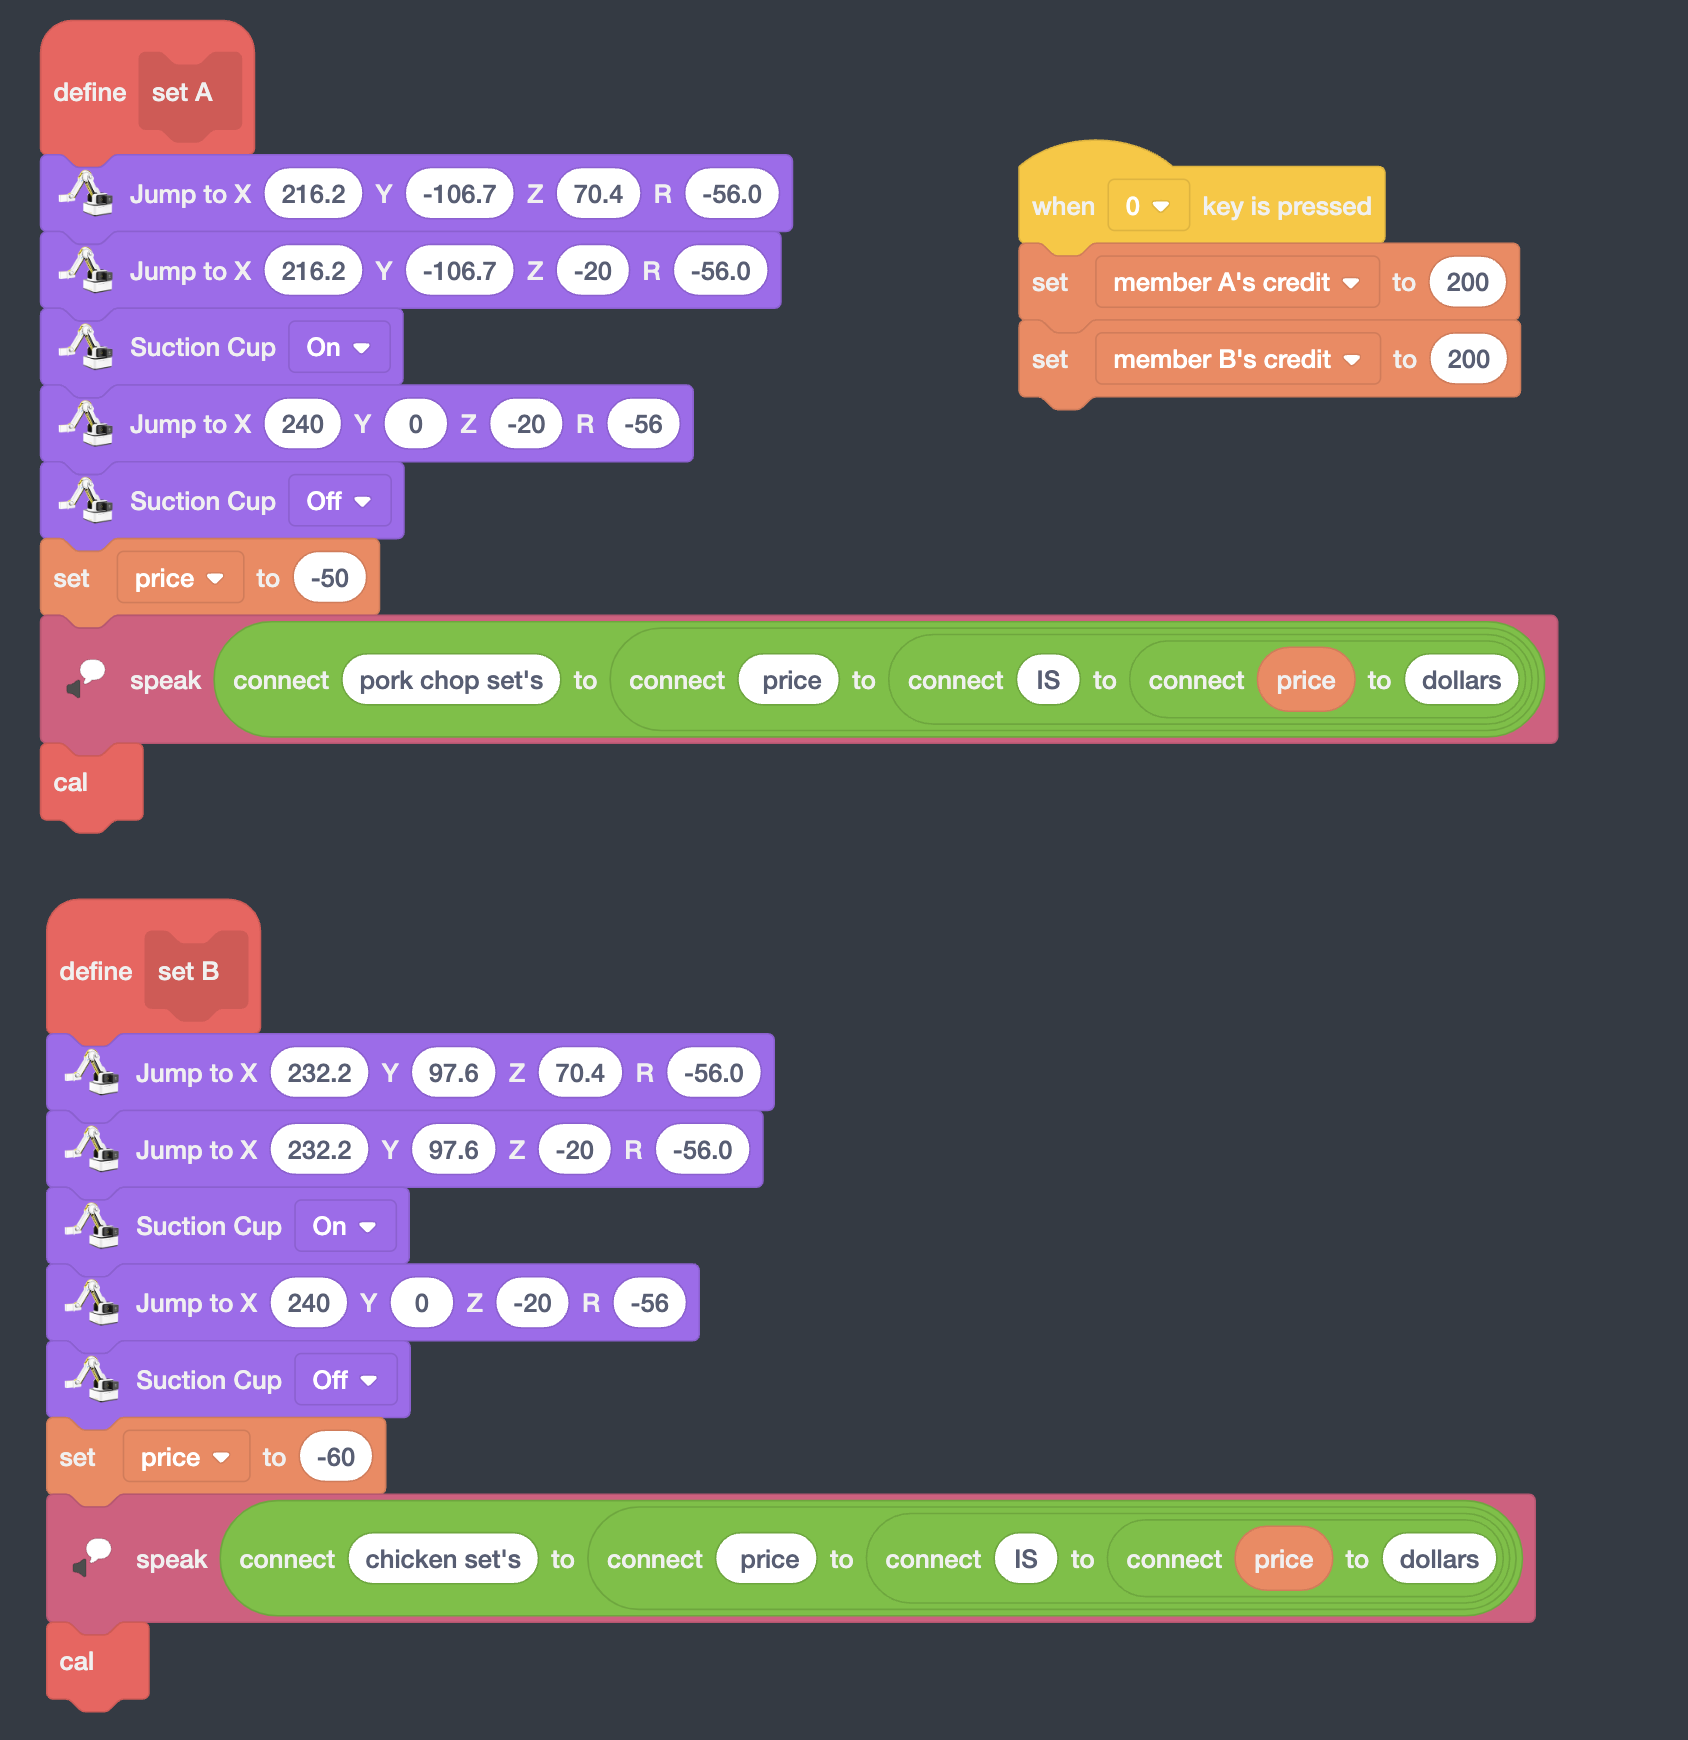 define set A
Jump to X 216.2 Y -106.7 Z 70.4 R -56.0
Jump to X 216.2 Y -106.7 Z -20 R -56.0
Suction Cup On
Jump to X 240 Y 0 Z -20 R -56
Suction Cup Off
set price to -50
speak connect pork chop set's to connect price to connect IS to connect price to dollars
cal
when 0 key is pressed
set member A's credit to 200
set member B's credit to 200
define set B
Jump to X 232.2 Y 97.6 Z 70.4 R -56.0
Jump to X 232.2 Y 97.6 Z -20 R -56.0
Suction Cup On
Jump to X 240 Y 0 Z -20 R -56
Suction Cup Off
set price to -60
speak connect chicken set's to connect price to connect IS to connect price to dollars
cal